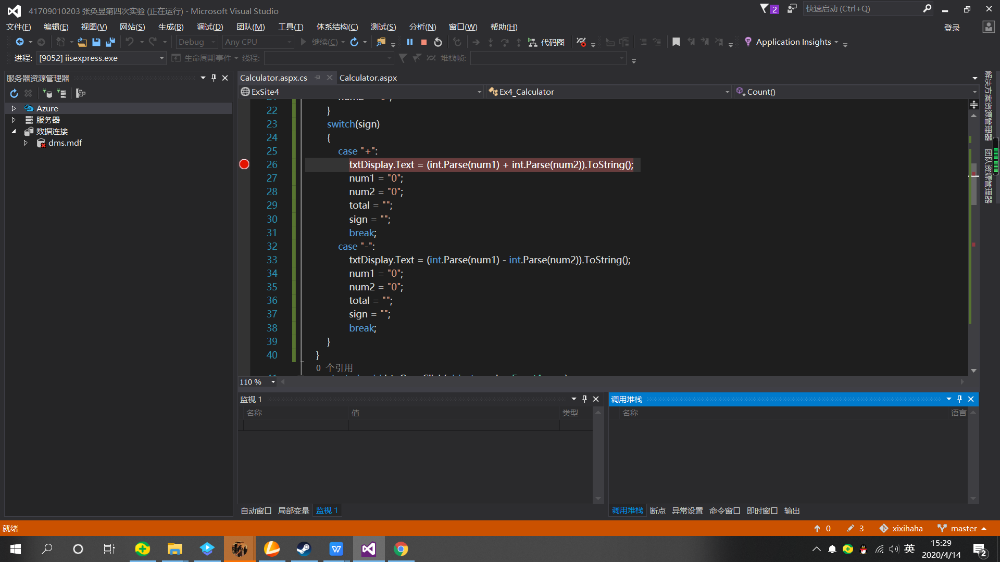 41709010203 张奂昱第四次实验 (正在运行) - Microsoft Visual Studio
2
快速启动 (Ctrl+Q)
文件(F) 编辑(E) 视图(V) 网站(S) 生成(B) 调试(D) 团队(M) 工具(T) 体系结构(C) 测试(S) 分析(N) 窗口(W) 帮助(H)
登录
Debug Any CPU 继续(C) 代码图 Application Insights
进程: [9052] iisexpress.exe 生命周期事件 线程: 堆栈帧:
服务器资源管理器
Azure
服务器
数据连接
dms.mdf
Calculator.aspx.cs Calculator.aspx
ExSite4 Ex4_Calculator Count()
22 }
23 switch(sign)
24 {
25 case "+":
26 txtDisplay.Text = (int.Parse(num1) + int.Parse(num2)).ToString();
27 num1 = "0";
28 num2 = "0";
29 total = "";
30 sign = "";
31 break;
32 case "-":
33 txtDisplay.Text = (int.Parse(num1) - int.Parse(num2)).ToString();
34 num1 = "0";
35 num2 = "0";
36 total = "";
37 sign = "";
38 break;
39 }
40 }
0 个引用
110 %
解决方案资源管理器
团队资源管理器
监视 1
名称 值 类型
自动窗口 局部变量 监视 1
调用堆栈
名称 语言
调用堆栈 断点 异常设置 命令窗口 即时窗口 输出
就绪
0 3 xixihaha master
英
15:29
2020/4/14
2